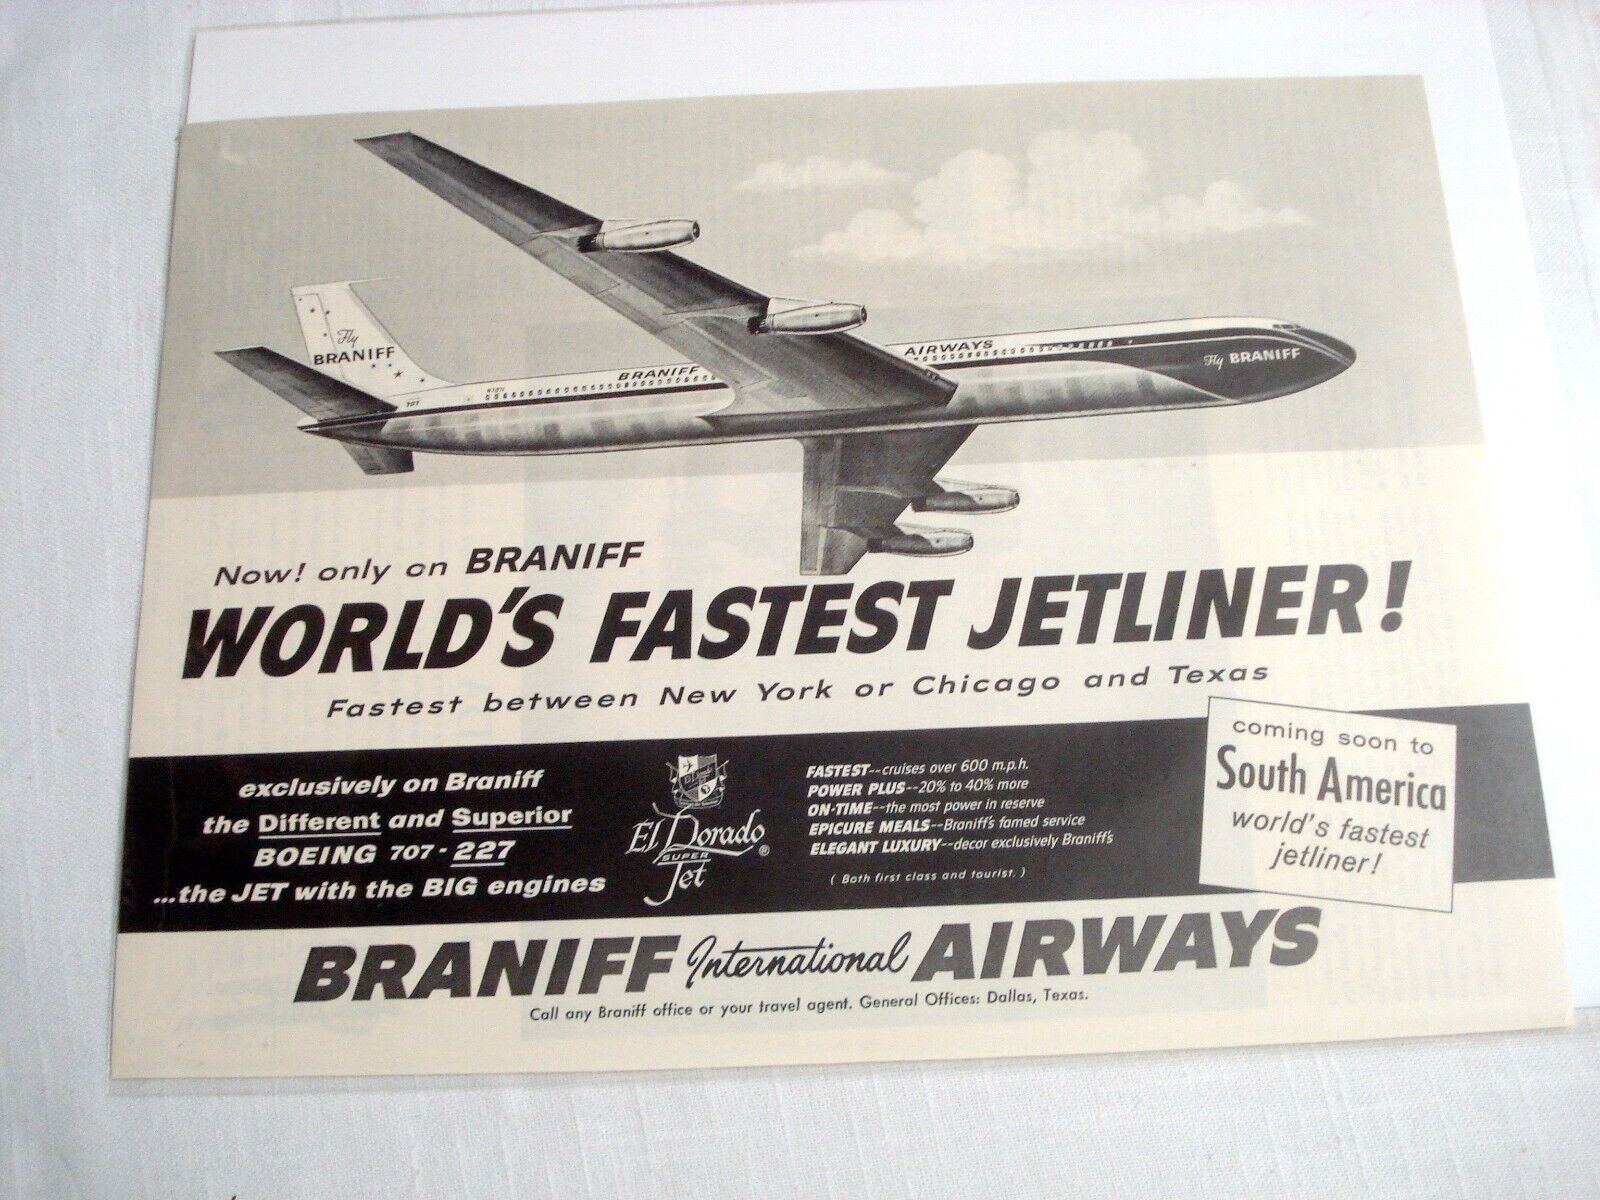 Fly
BRANIFF
707
BRANIFF
AIRWAYS
Fly BRANIFF
Now! only on BRANIFF
WORLD'S FASTEST JETLINER!
Fastest between New York or Chicago and Texas
exclusively on Braniff
the Different and Superior
BOEING 707-227
...the JET with the BIG engines
El Dorado
SUPER
Jet
®
FASTEST--cruises over 600 m.p.h.
POWER PLUS--20% to 40% more
ON-TIME--the most power in reserve
EPICURE MEALS--Braniff's famed service
ELEGANT LUXURY--decor exclusively Braniff's
( Both first class and tourist. )
coming soon to
South America
world's fastest
jetliner!
BRANIFF International AIRWAYS
Call any Braniff office or your travel agent. General Offices: Dallas, Texas.